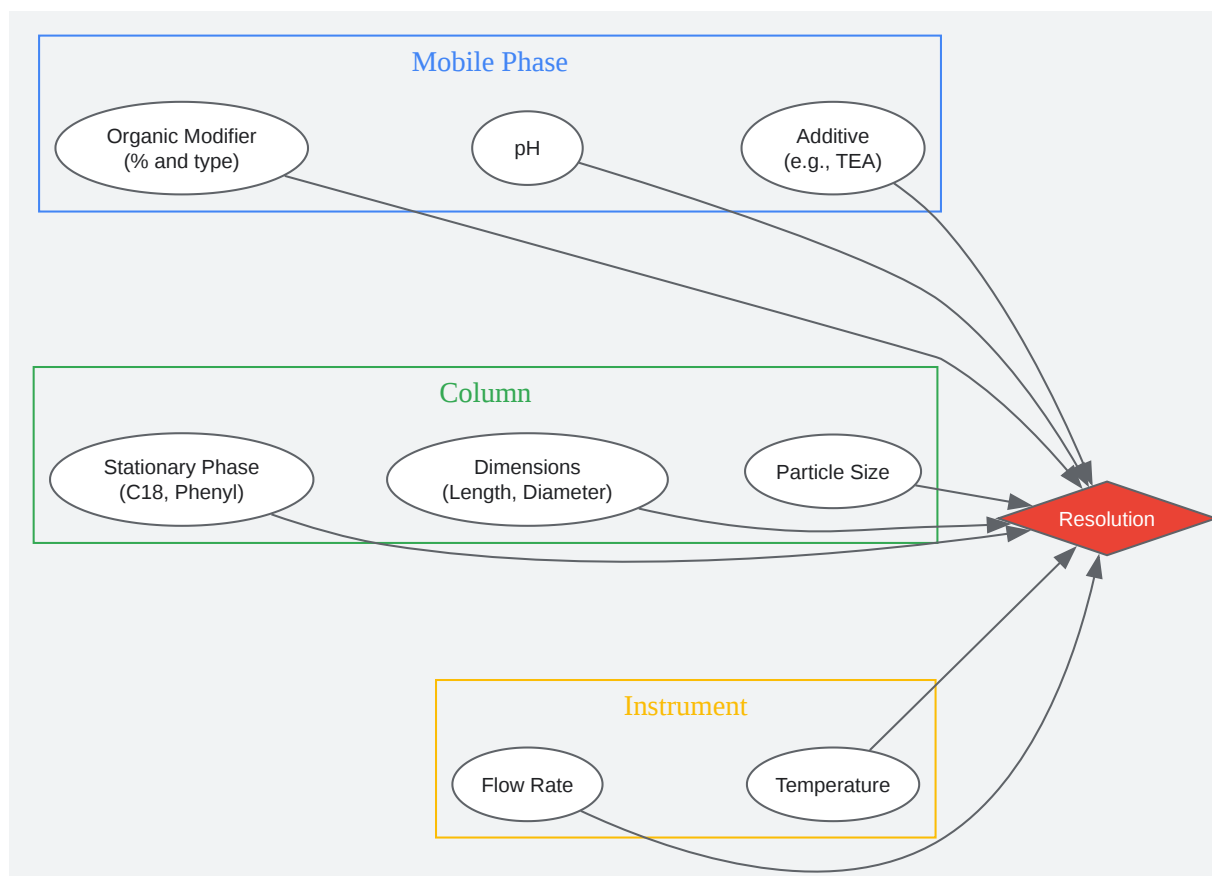 Mobile Phase
Organic Modifier
(% and type)
pH
Additive
(e.g., TEA)
Column
Stationary Phase
(C18, Phenyl)
Dimensions
(Length, Diameter)
Particle Size
Resolution
Instrument
Flow Rate
Temperature